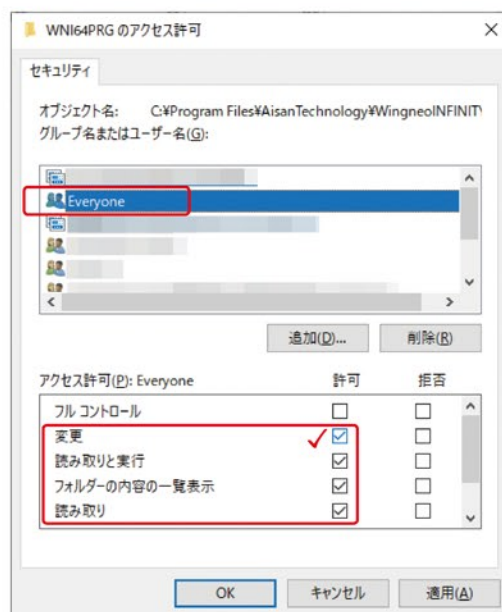 WNI64PRG のアクセス許可
セキュリティ
オブジェクト名: C:¥Program Files¥AisanTechnology¥WingneoINFINITY
グループ名またはユーザー名(G):
Everyone
追加(D)... 削除(R)
アクセス許可(P): Everyone 許可 拒否
フル コントロール
変更
読み取りと実行
フォルダーの内容の一覧表示
読み取り
OK キャンセル 適用(A)